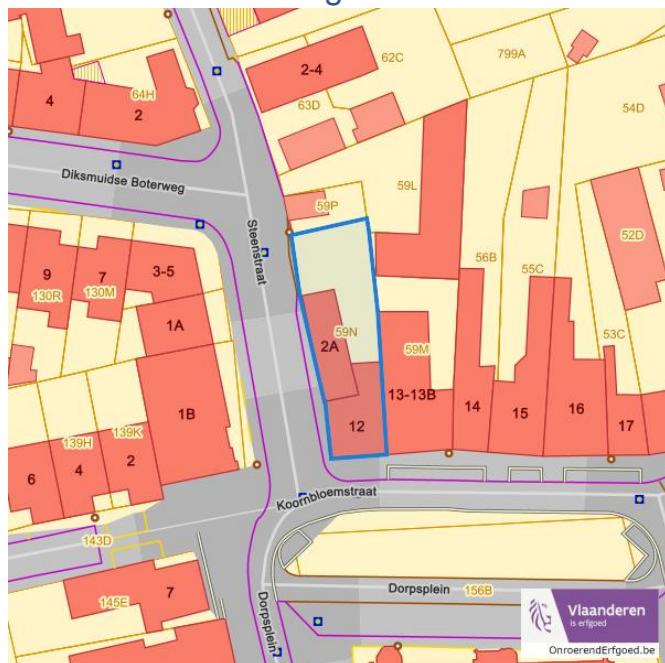 2-4
62C
799A
4
2
64H
63D
54D
Diksmuidse Boterweg
59P
59L
Steenstraat
52D
56B
55C
9
7
3-5
130R
130M
1A
2A
59N
59M
53C
1B
13-13B
14
15
16
17
12
139H
139K
6
4
2
Koornbloemstraat
143D
145E
7
Dorpsplein
156B
Dorpsplein
Vlaanderen
is erfgoed
OnroerendErfgoed.be